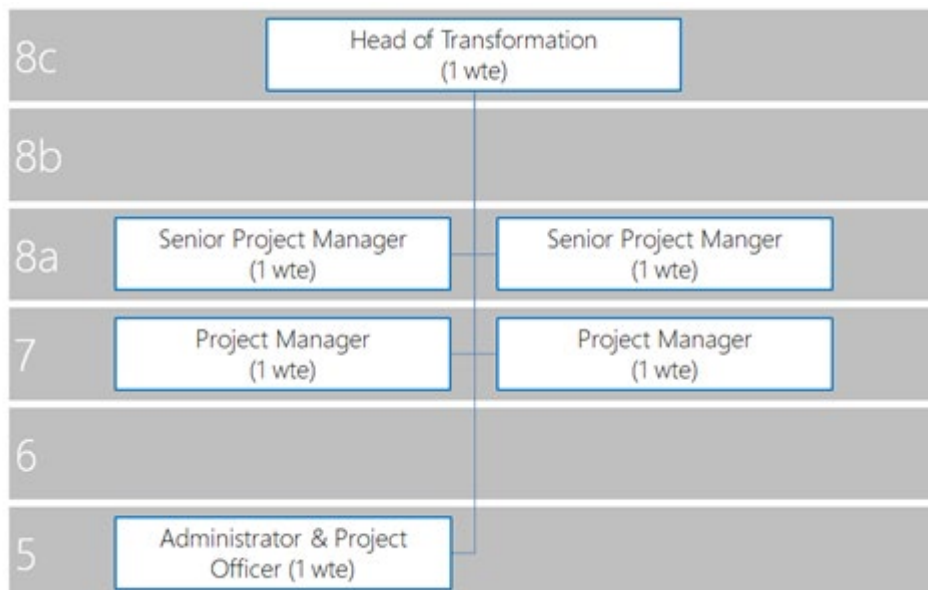 8c
Head of Transformation
(1 wte)
8b
8a
Senior Project Manager
(1 wte)
Senior Project Manger
(1 wte)
7
Project Manager
(1 wte)
Project Manager
(1 wte)
6
5
Administrator & Project
Officer (1 wte)